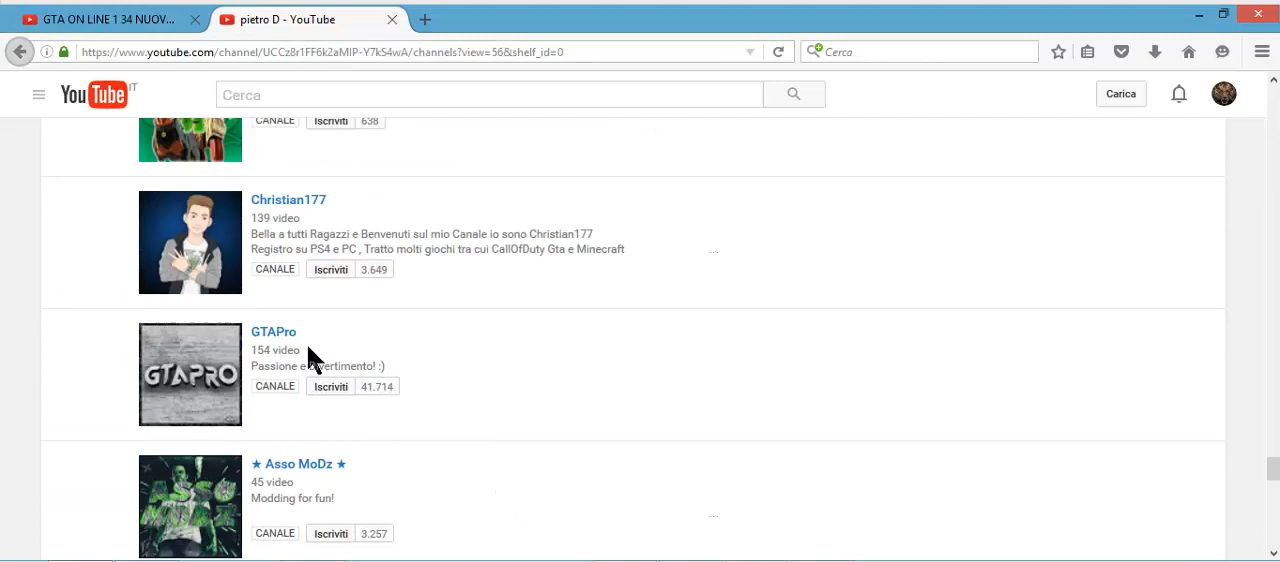 GTA ON LINE 1 34 NUOV...
pietro D - YouTube
https://www.youtube.com/channel/UCCz8r1FF6k2aMIP-Y7kS4wA/channels?view=56&shelf_id=0
Cerca
YouTube IT
Cerca
Carica
CANALE Iscriviti 638
Christian177
139 video
Bella a tutti Ragazzi e Benvenuti sul mio Canale io sono Christian177
Registro su PS4 e PC , Tratto molti giochi tra cui CallOfDuty Gta e Minecraft
...
CANALE Iscriviti 3.649
GTAPRO
GTAPro
154 video
Passione e Divertimento! :)
CANALE Iscriviti 41.714
ASSO
MODZ
★ Asso MoDz ★
45 video
Modding for fun!
...
CANALE Iscriviti 3.257